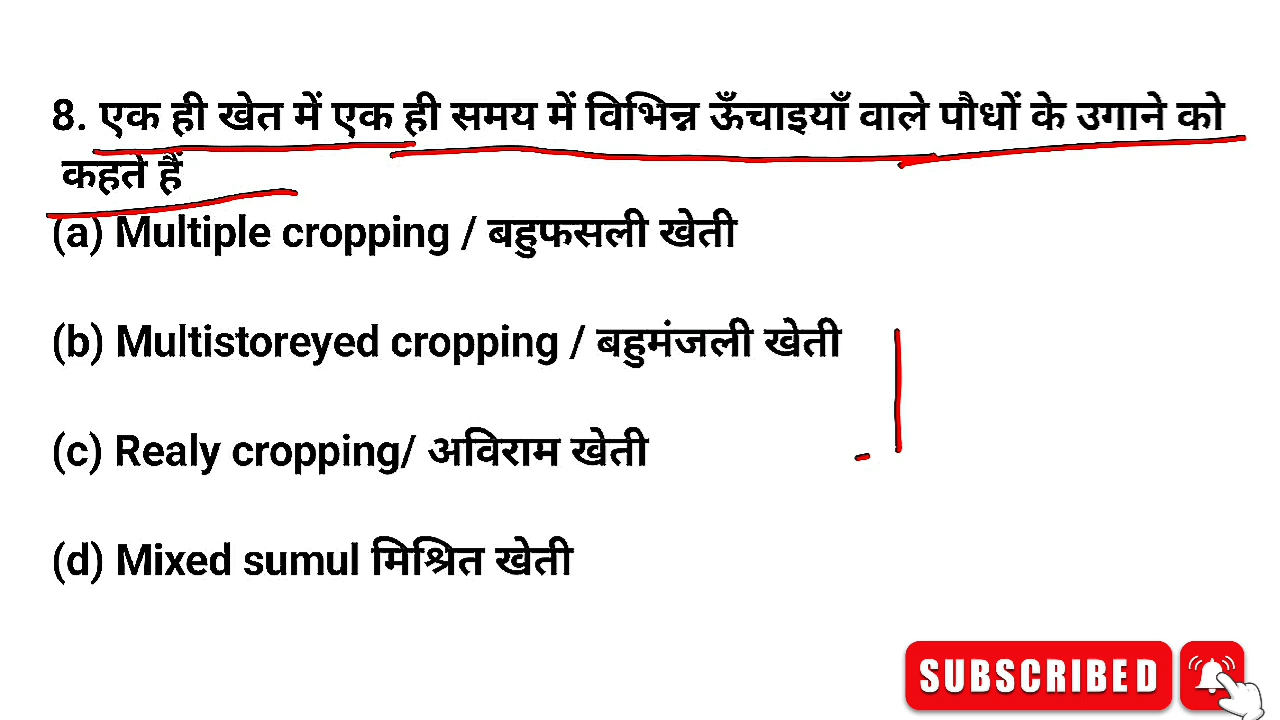 8. एक ही खेत में एक ही समय में विभिन्न ऊँचाइयाँ वाले पौधों के उगाने को
कहते हैं
(a) Multiple cropping / बहुफसली खेती
(b) Multistoreyed cropping / बहुमंजली खेती
(c) Realy cropping/ अविराम खेती
(d) Mixed sumul मिश्रित खेती
SUBSCRIBED